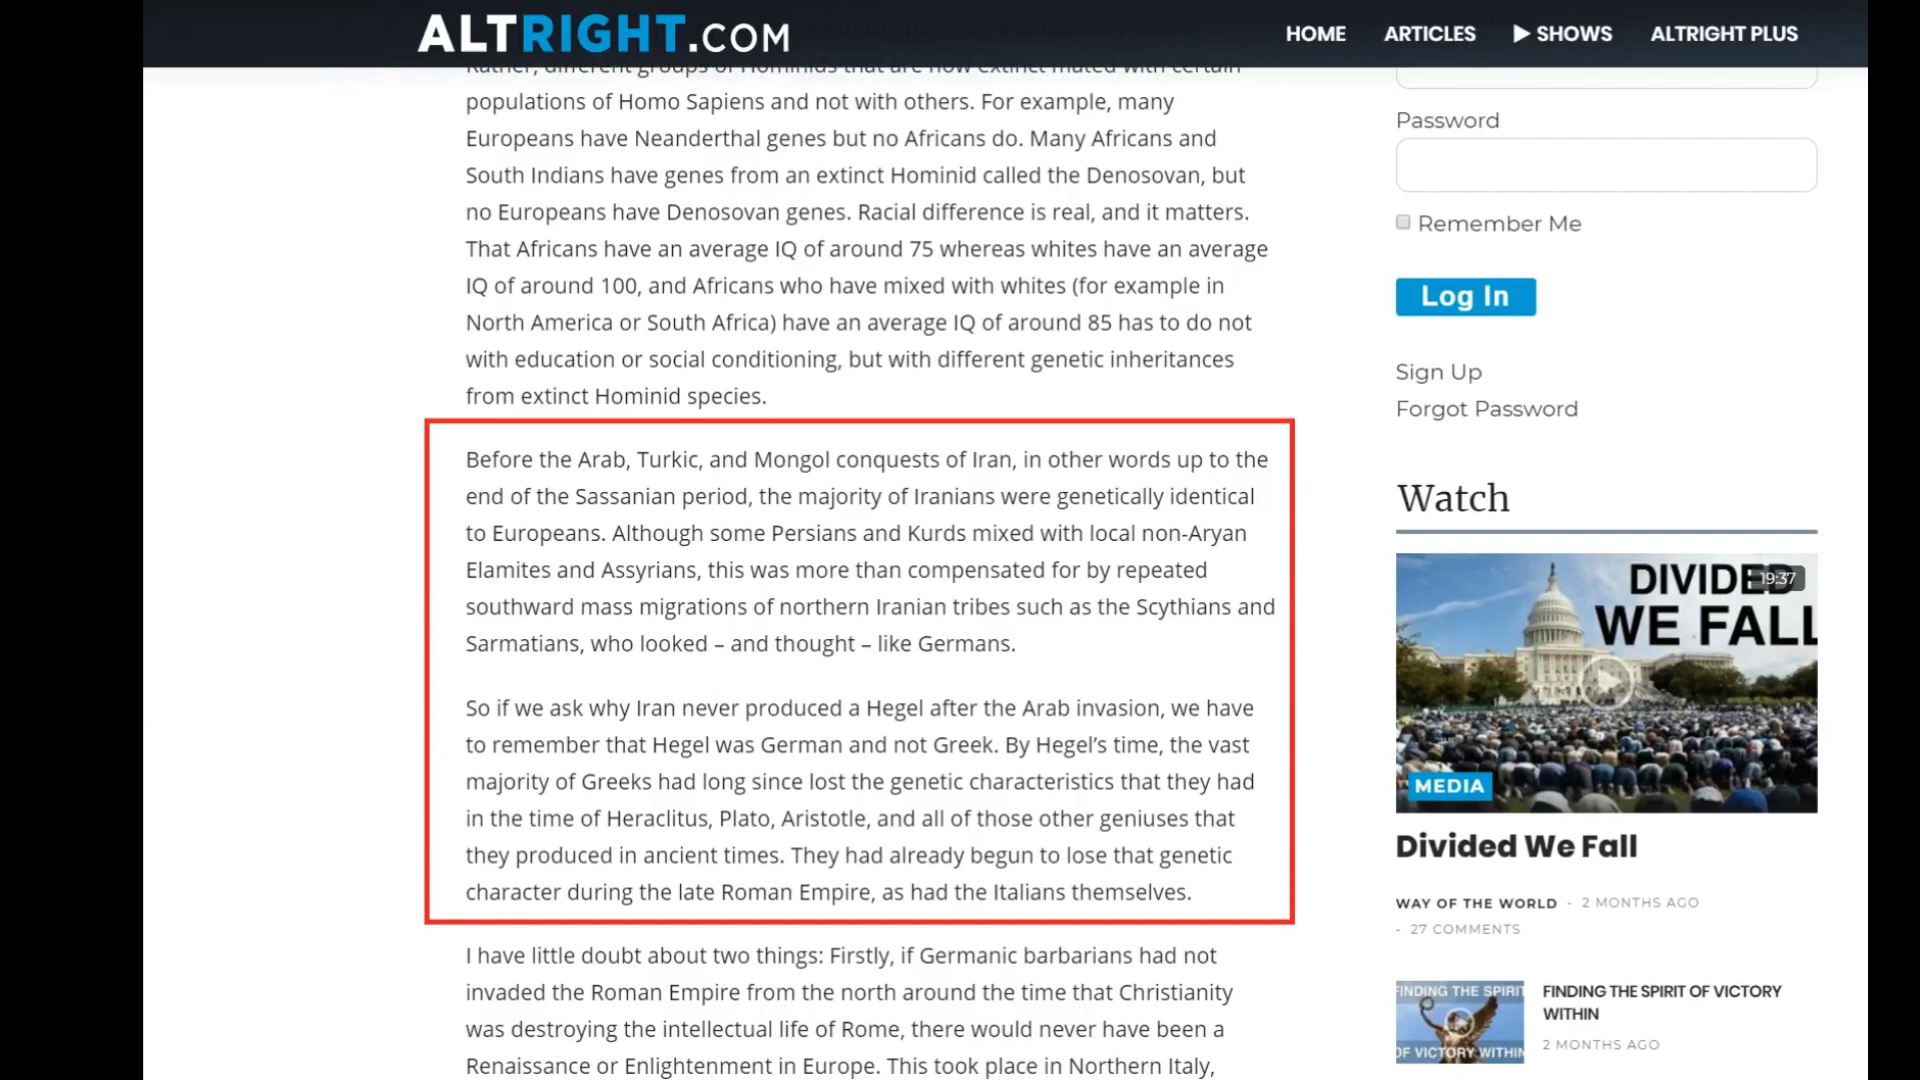 ALTRIGHT.COM
HOME
ARTICLES
SHOWS
ALTRIGHT PLUS
Rather, different groups of Hominids that are now extinct mated with certain
populations of Homo Sapiens and not with others. For example, many
Europeans have Neanderthal genes but no Africans do. Many Africans and
South Indians have genes from an extinct Hominid called the Denosovan, but
no Europeans have Denosovan genes. Racial difference is real, and it matters.
That Africans have an average IQ of around 75 whereas whites have an average
IQ of around 100, and Africans who have mixed with whites (for example in
North America or South Africa) have an average IQ of around 85 has to do not
with education or social conditioning, but with different genetic inheritances
from extinct Hominid species.
Before the Arab, Turkic, and Mongol conquests of Iran, in other words up to the
end of the Sassanian period, the majority of Iranians were genetically identical
to Europeans. Although some Persians and Kurds mixed with local non-Aryan
Elamites and Assyrians, this was more than compensated for by repeated
southward mass migrations of northern Iranian tribes such as the Scythians and
Sarmatians, who looked – and thought – like Germans.
So if we ask why Iran never produced a Hegel after the Arab invasion, we have
to remember that Hegel was German and not Greek. By Hegel’s time, the vast
majority of Greeks had long since lost the genetic characteristics that they had
in the time of Heraclitus, Plato, Aristotle, and all of those other geniuses that
they produced in ancient times. They had already begun to lose that genetic
character during the late Roman Empire, as had the Italians themselves.
I have little doubt about two things: Firstly, if Germanic barbarians had not
invaded the Roman Empire from the north around the time that Christianity
was destroying the intellectual life of Rome, there would never have been a
Renaissance or Enlightenment in Europe. This took place in Northern Italy,
Password
Remember Me
Log In
Sign Up
Forgot Password
Watch
DIVIDED
19:37
WE FALL
MEDIA
Divided We Fall
WAY OF THE WORLD - 2 MONTHS AGO
- 27 COMMENTS
FINDING THE SPIRIT
OF VICTORY WITHIN
FINDING THE SPIRIT OF VICTORY
WITHIN
2 MONTHS AGO